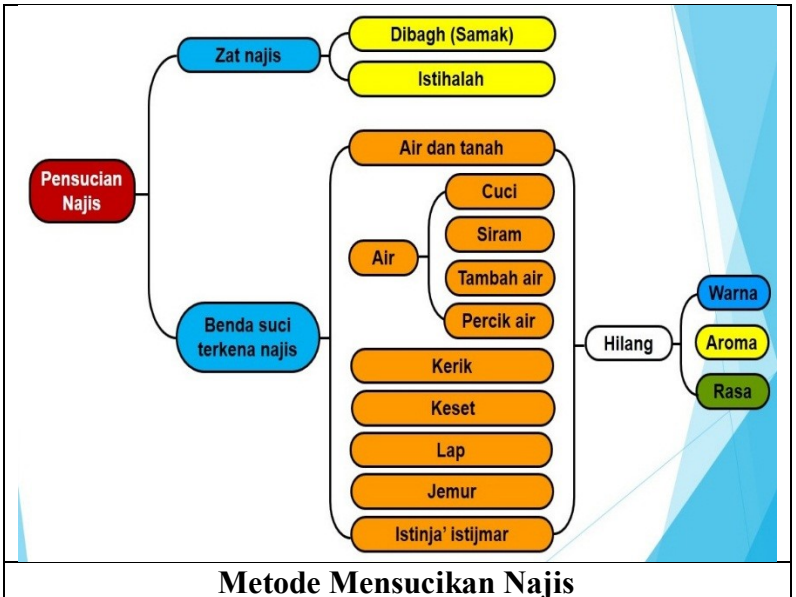 Pensucian
Najis
Zat najis
Dibagh (Samak)
Istihalah
Benda suci
terkena najis
Air dan tanah
Air
Cuci
Siram
Tambah air
Percik air
Kerik
Keset
Lap
Jemur
Istinja’ istijmar
Hilang
Warna
Aroma
Rasa
Metode Mensucikan Najis